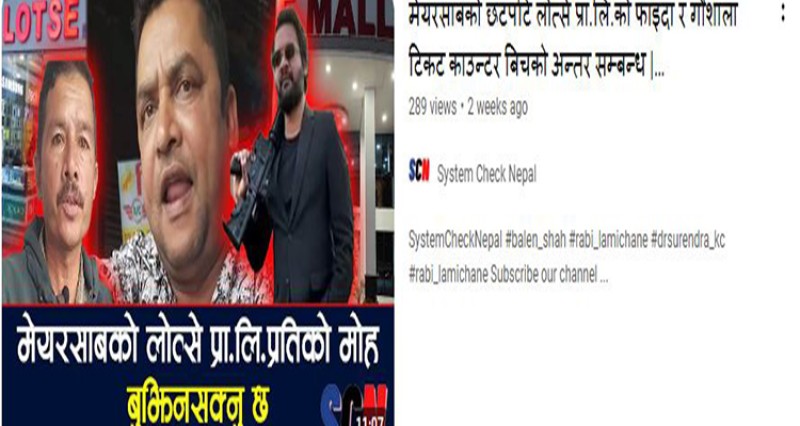 LOTSE
MALL
मेयरसाबको लोत्से प्रा.लि.प्रतिको मोह
बुझिनसक्नु छ
SCN
11:07
मेयरसाबको छटपटि लोत्से प्रा.लि.को फाइदा र गौशाला
टिकट काउन्टर बिचको अन्तर सम्बन्ध |...
289 views • 2 weeks ago
SCN System Check Nepal
SystemCheckNepal #balen_shah #rabi_lamichane #drsurendra_kc
#rabi_lamichane Subscribe our channel ...